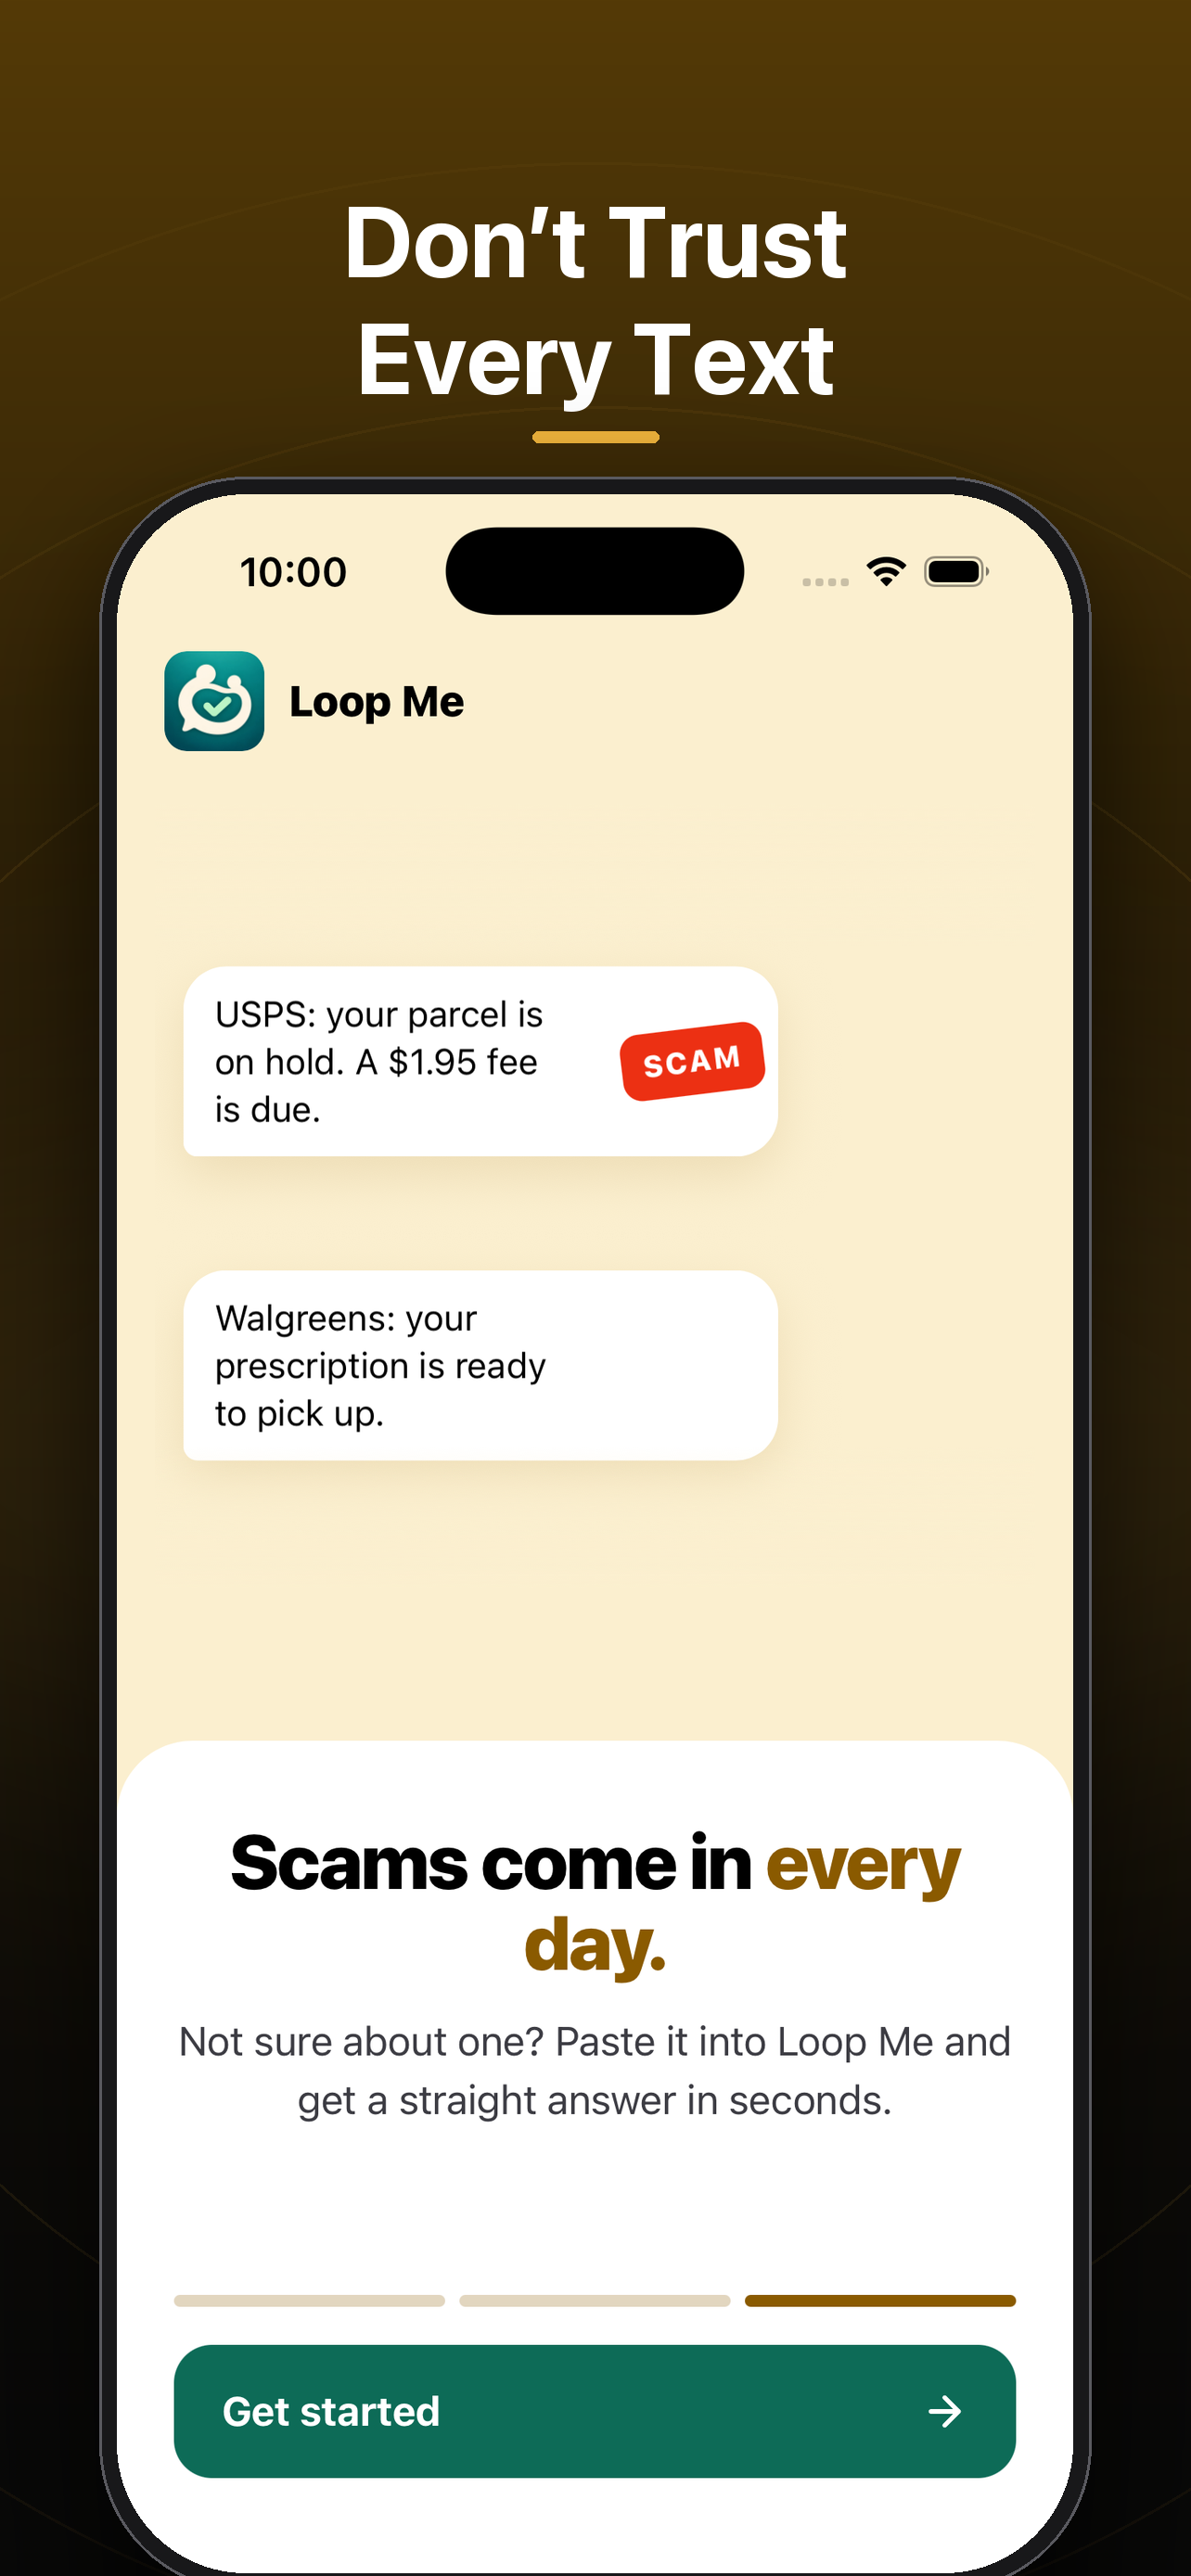 Don’t Trust
Every Text
10:00
Loop Me
USPS: your parcel is
on hold. A $1.95 fee
is due.
SCAM
Walgreens: your
prescription is ready
to pick up.
Scams come in every
day.
Not sure about one? Paste it into Loop Me and
get a straight answer in seconds.
Get started